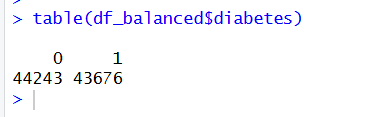 > table(df_balanced$diabetes)
0 1
44243 43676
>